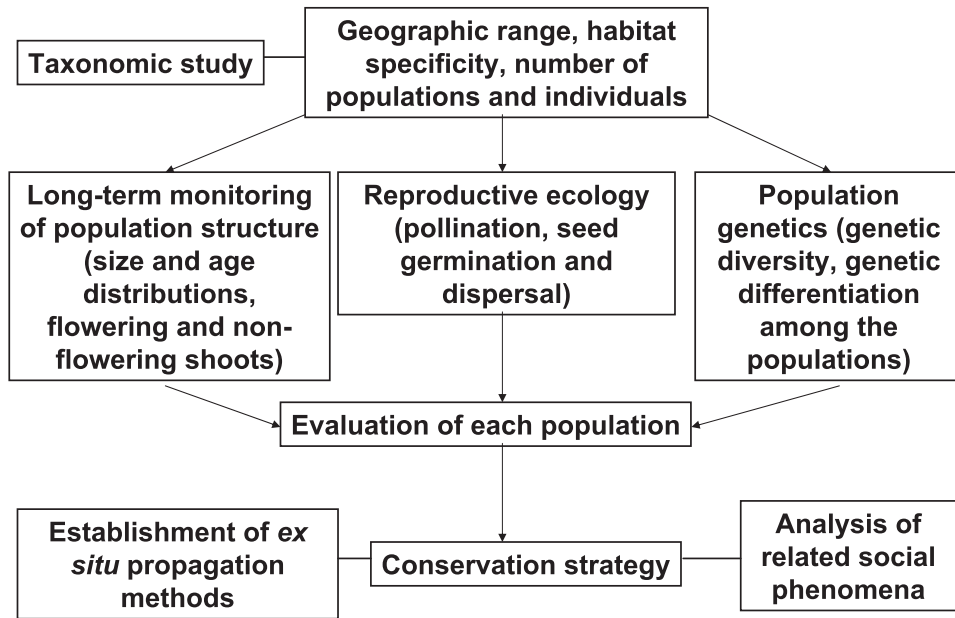 Taxonomic study
Geographic range, habitat
specificity, number of
populations and individuals
Long-term monitoring
of population structure
(size and age
distributions,
flowering and non-
flowering shoots)
Reproductive ecology
(pollination, seed
germination and
dispersal)
Population
genetics (genetic
diversity, genetic
differentiation
among the
populations)
Evaluation of each population
Establishment of ex
situ propagation
methods
Conservation strategy
Analysis of
related social
phenomena